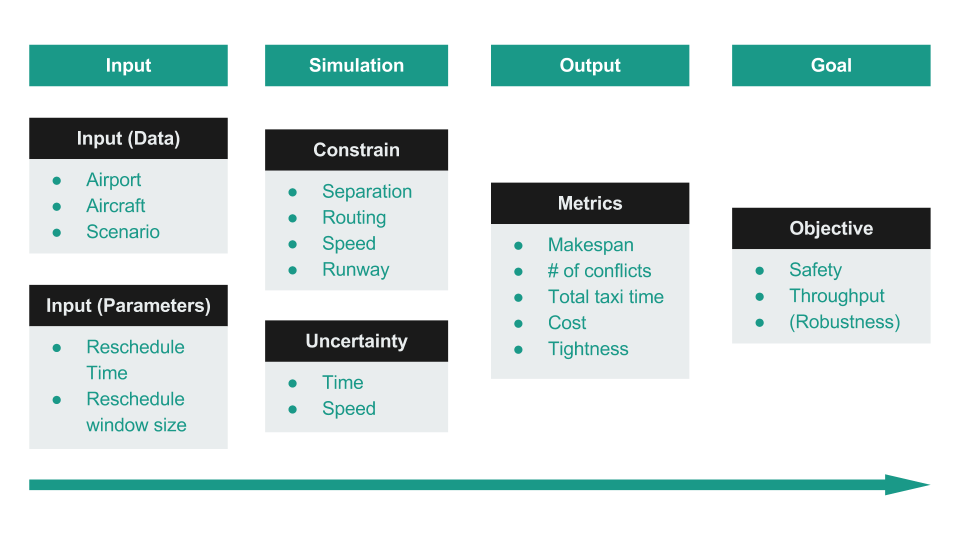 Input
Simulation
Output
Goal
Input (Data)
● Airport
● Aircraft
● Scenario
Input (Parameters)
● Reschedule
Time
● Reschedule
window size
Constrain
● Separation
● Routing
● Speed
● Runway
Uncertainty
● Time
● Speed
Metrics
● Makespan
● # of conflicts
● Total taxi time
● Cost
● Tightness
Objective
● Safety
● Throughput
● (Robustness)